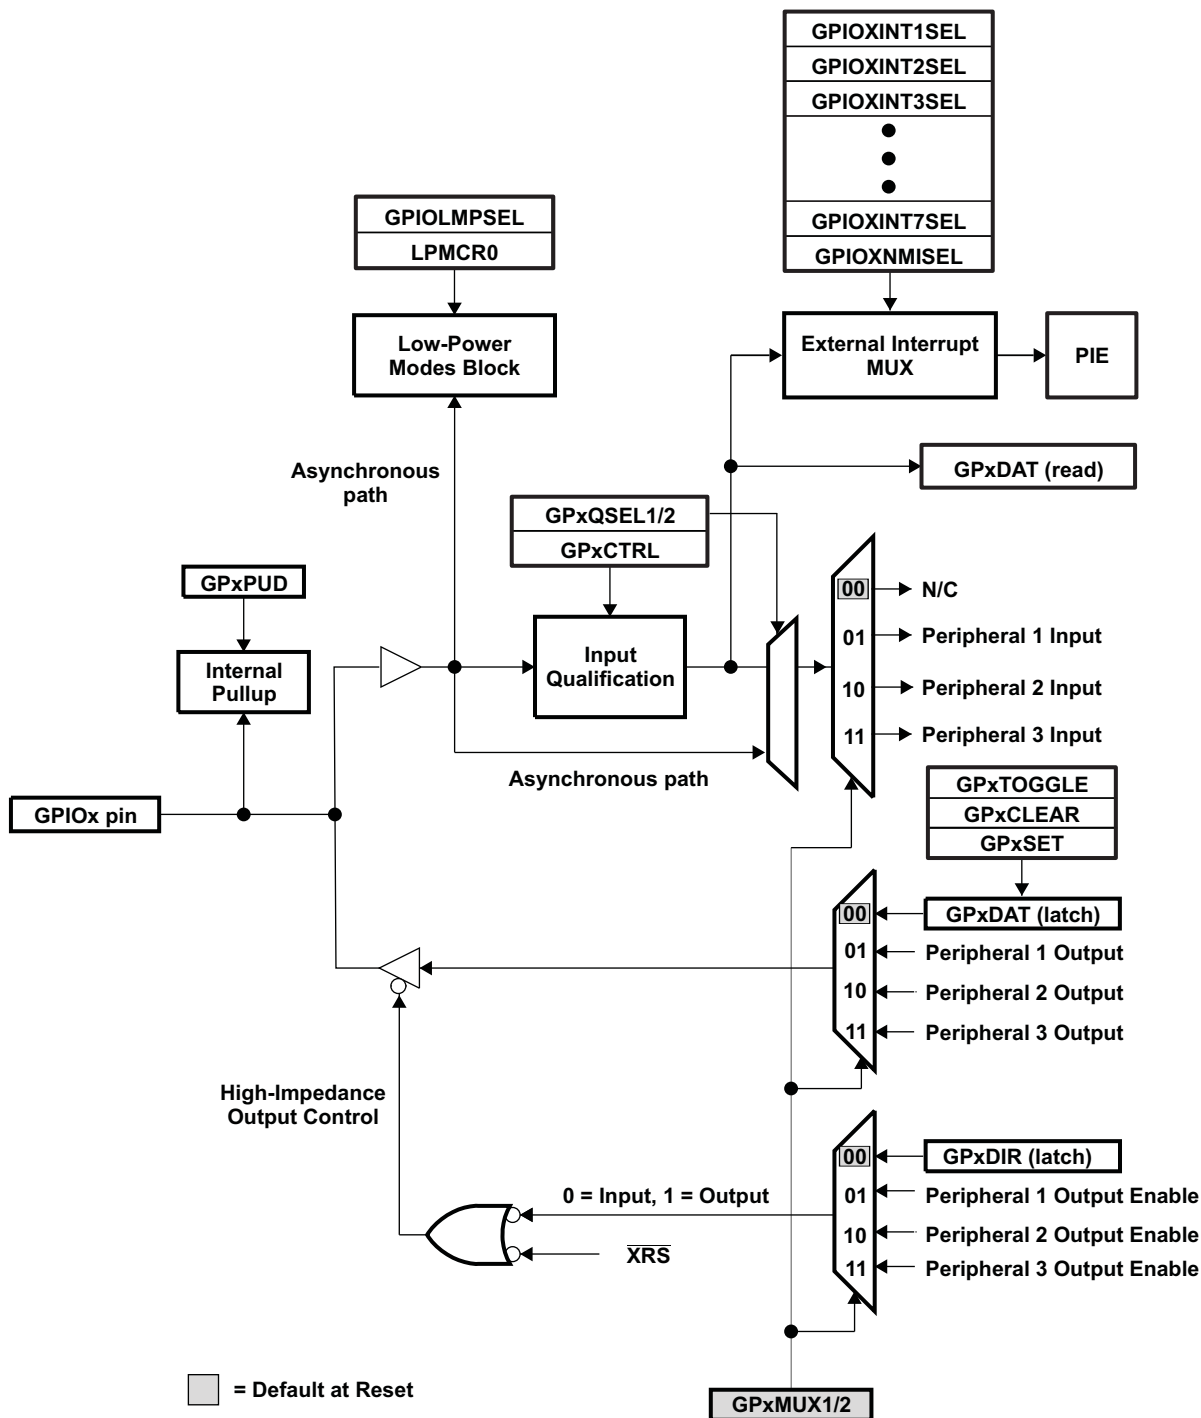 GPIOXINT1SEL
GPIOXINT2SEL
GPIOXINT3SEL
GPIOXINT7SEL
GPIOXNMISEL
GPIOLMPSEL
LPMCR0
Low-Power
Modes Block
External Interrupt
MUX
PIE
Asynchronous
path
GPxDAT (read)
GPxQSEL1/2
GPxCTRL
GPxPUD
Internal
Pullup
Input
Qualification
00
N/C
01
Peripheral 1 Input
10
Peripheral 2 Input
11
Peripheral 3 Input
Asynchronous path
GPIOx pin
GPxTOGGLE
GPxCLEAR
GPxSET
00
GPxDAT (latch)
01
Peripheral 1 Output
10
Peripheral 2 Output
11
Peripheral 3 Output
High-Impedance
Output Control
00
GPxDIR (latch)
0 = Input, 1 = Output
01
Peripheral 1 Output Enable
10
Peripheral 2 Output Enable
XRS
11
Peripheral 3 Output Enable
= Default at Reset
GPxMUX1/2